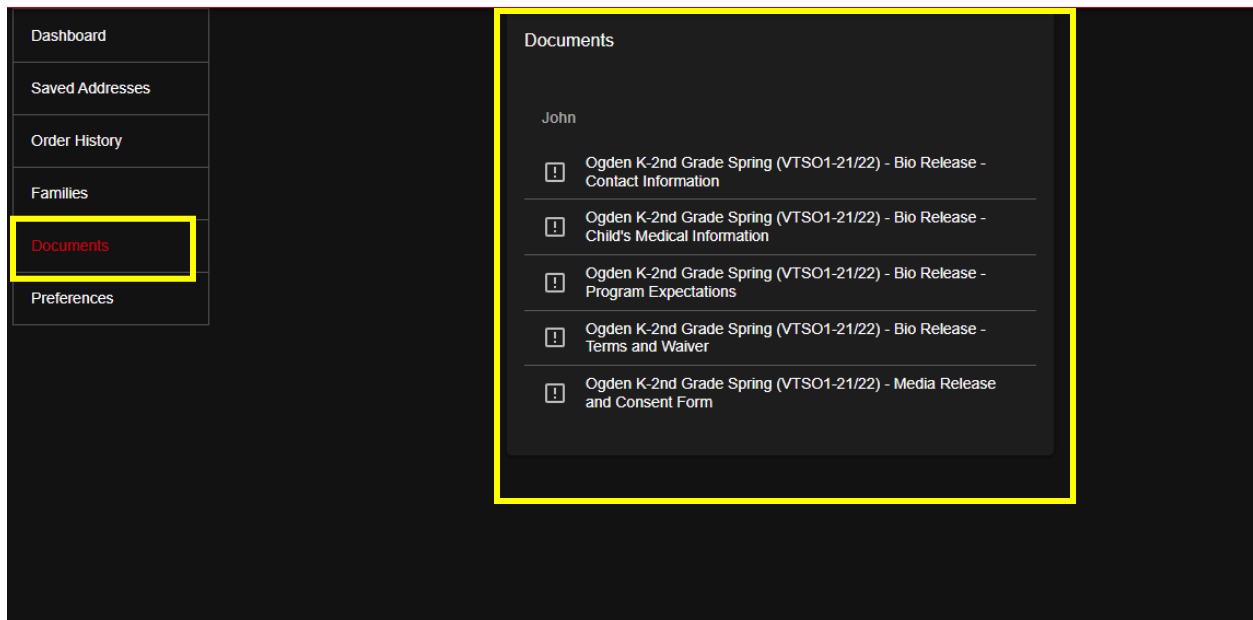 Dashboard
Saved Addresses
Order History
Families
Documents
Preferences
Documents
John
Ogden K-2nd Grade Spring (VTSO1-21/22) - Bio Release -
Contact Information
Ogden K-2nd Grade Spring (VTSO1-21/22) - Bio Release -
Child's Medical Information
Ogden K-2nd Grade Spring (VTSO1-21/22) - Bio Release -
Program Expectations
Ogden K-2nd Grade Spring (VTSO1-21/22) - Bio Release -
Terms and Waiver
Ogden K-2nd Grade Spring (VTSO1-21/22) - Media Release
and Consent Form